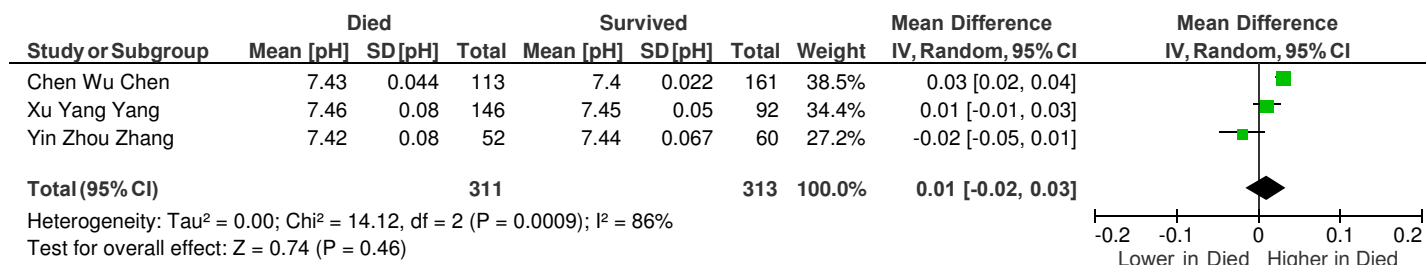 Died Survived Mean Difference Mean Difference
Study or Subgroup Mean [pH] SD [pH] Total Mean [pH] SD [pH] Total Weight IV, Random, 95% CI IV, Random, 95% CI
Chen Wu Chen 7.43 0.044 113 7.4 0.022 161 38.5% 0.03 [0.02, 0.04]
Xu Yang Yang 7.46 0.08 146 7.45 0.05 92 34.4% 0.01 [-0.01, 0.03]
Yin Zhou Zhang 7.42 0.08 52 7.44 0.067 60 27.2% -0.02 [-0.05, 0.01]
Total (95% CI) 311 313 100.0% 0.01 [-0.02, 0.03]
Heterogeneity: Tau² = 0.00; Chi² = 14.12, df = 2 (P = 0.0009); I² = 86%
Test for overall effect: Z = 0.74 (P = 0.46)
-0.2 -0.1 0 0.1 0.2
Lower in Died Higher in Died